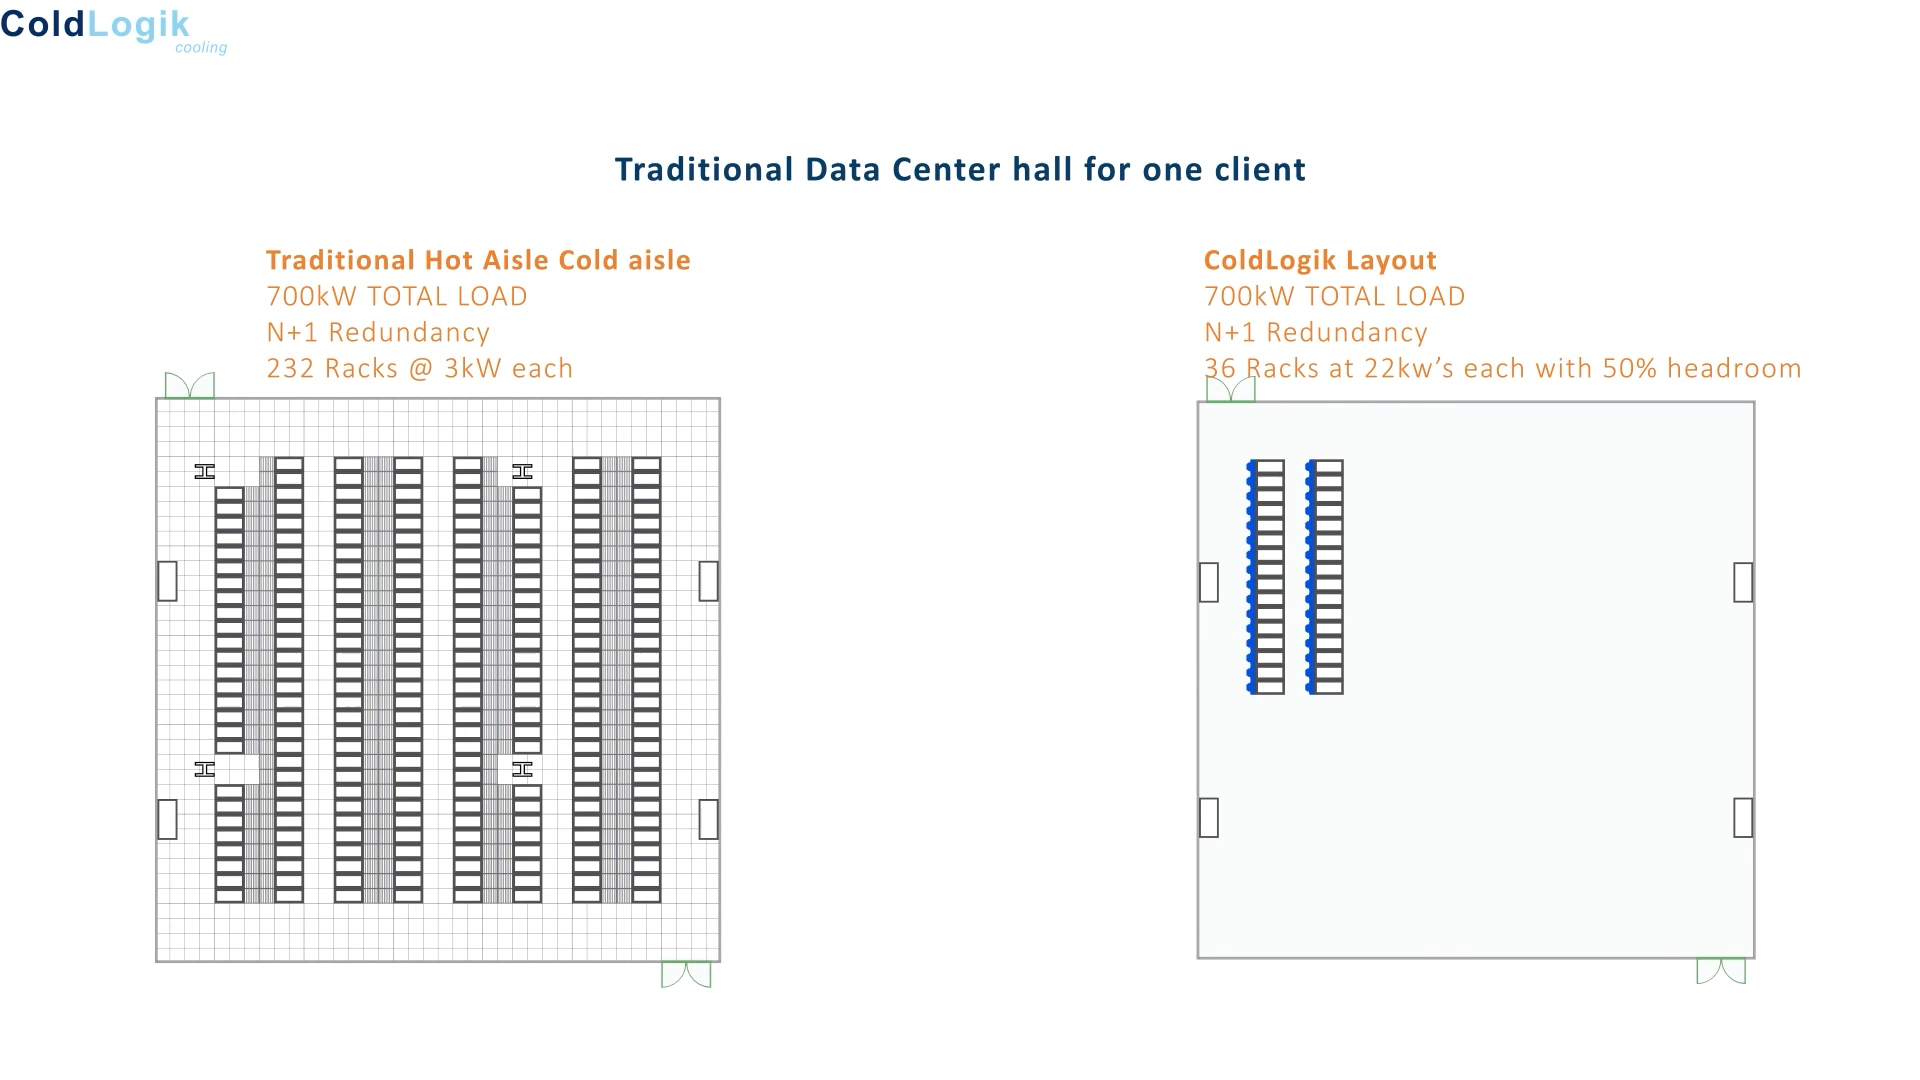 ColdLogik
cooling
Traditional Data Center hall for one client
Traditional Hot Aisle Cold aisle
700kW TOTAL LOAD
N+1 Redundancy
232 Racks @ 3kW each
ColdLogik Layout
700kW TOTAL LOAD
N+1 Redundancy
36 Racks at 22kw’s each with 50% headroom